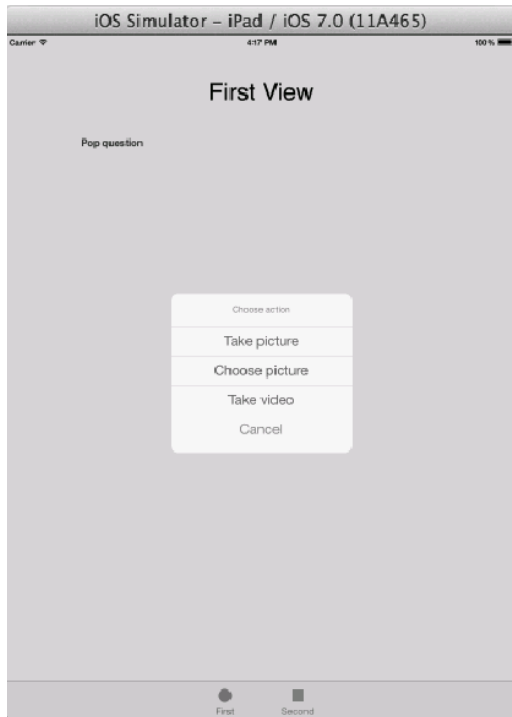 iOS Simulator – iPad / iOS 7.0 (11A465)
Carrier 4:17 PM 100 %
First View
Pop question
Choose action
Take picture
Choose picture
Take video
Cancel
First Second